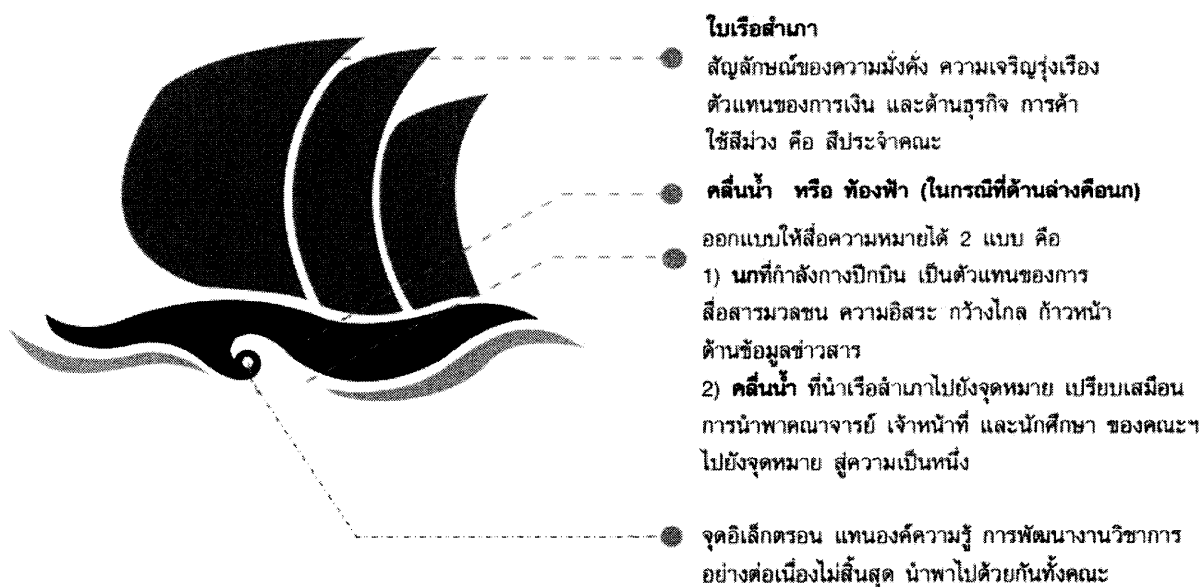 ใบเรือสำเภา
สัญลักษณ์ของความมั่งคั่ง ความเจริญรุ่งเรือง
ตัวแทนของการเงิน และด้านธุรกิจ การค้า
ใช้สีม่วง คือ สีประจำคณะ
คลื่นน้ำ หรือ ท้องฟ้า (ในกรณีที่ด้านล่างคือนก)
ออกแบบให้สื่อความหมายได้ 2 แบบ คือ
1) นกที่กำลังกางปีกบิน เป็นตัวแทนของการ
สื่อสารมวลชน ความอิสระ กว้างไกล ก้าวหน้า
ด้านข้อมูลข่าวสาร
2) คลื่นน้ำ ที่นำเรือสำเภาไปยังจุดหมาย เปรียบเสมือน
การนำพาคณาจารย์ เจ้าหน้าที่ และนักศึกษา ของคณะฯ
ไปยังจุดหมาย สู่ความเป็นหนึ่ง
จุดอิเล็กตรอน แทนองค์ความรู้ การพัฒนางานวิชาการ
อย่างต่อเนื่องไม่สิ้นสุด นำพาไปด้วยกันทั้งคณะ